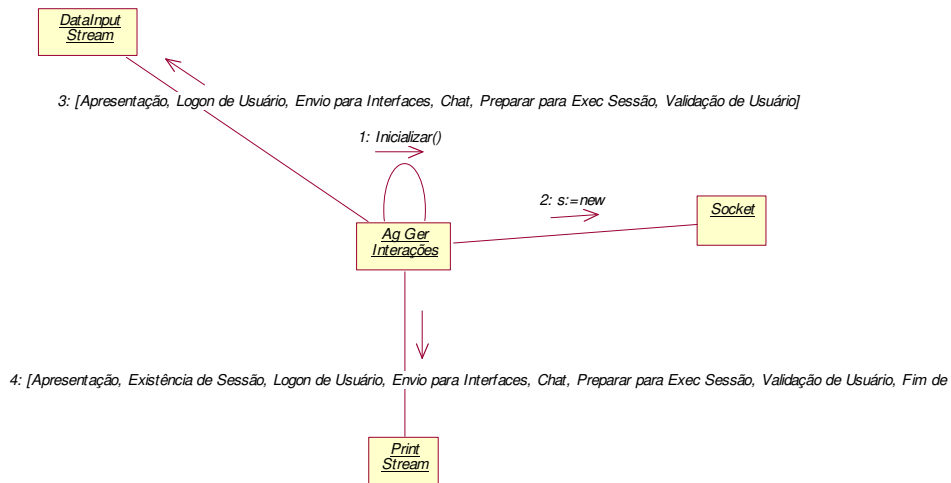 DataInput
Stream
3: [Apresentação, Logon de Usuário, Envio para Interfaces, Chat, Preparar para Exec Sessão, Validação de Usuário]
1: Inicializar()
2: s:=new
Socket
Ag Ger
Interações
4: [Apresentação, Existência de Sessão, Logon de Usuário, Envio para Interfaces, Chat, Preparar para Exec Sessão, Validação de Usuário, Fim de
Print
Stream